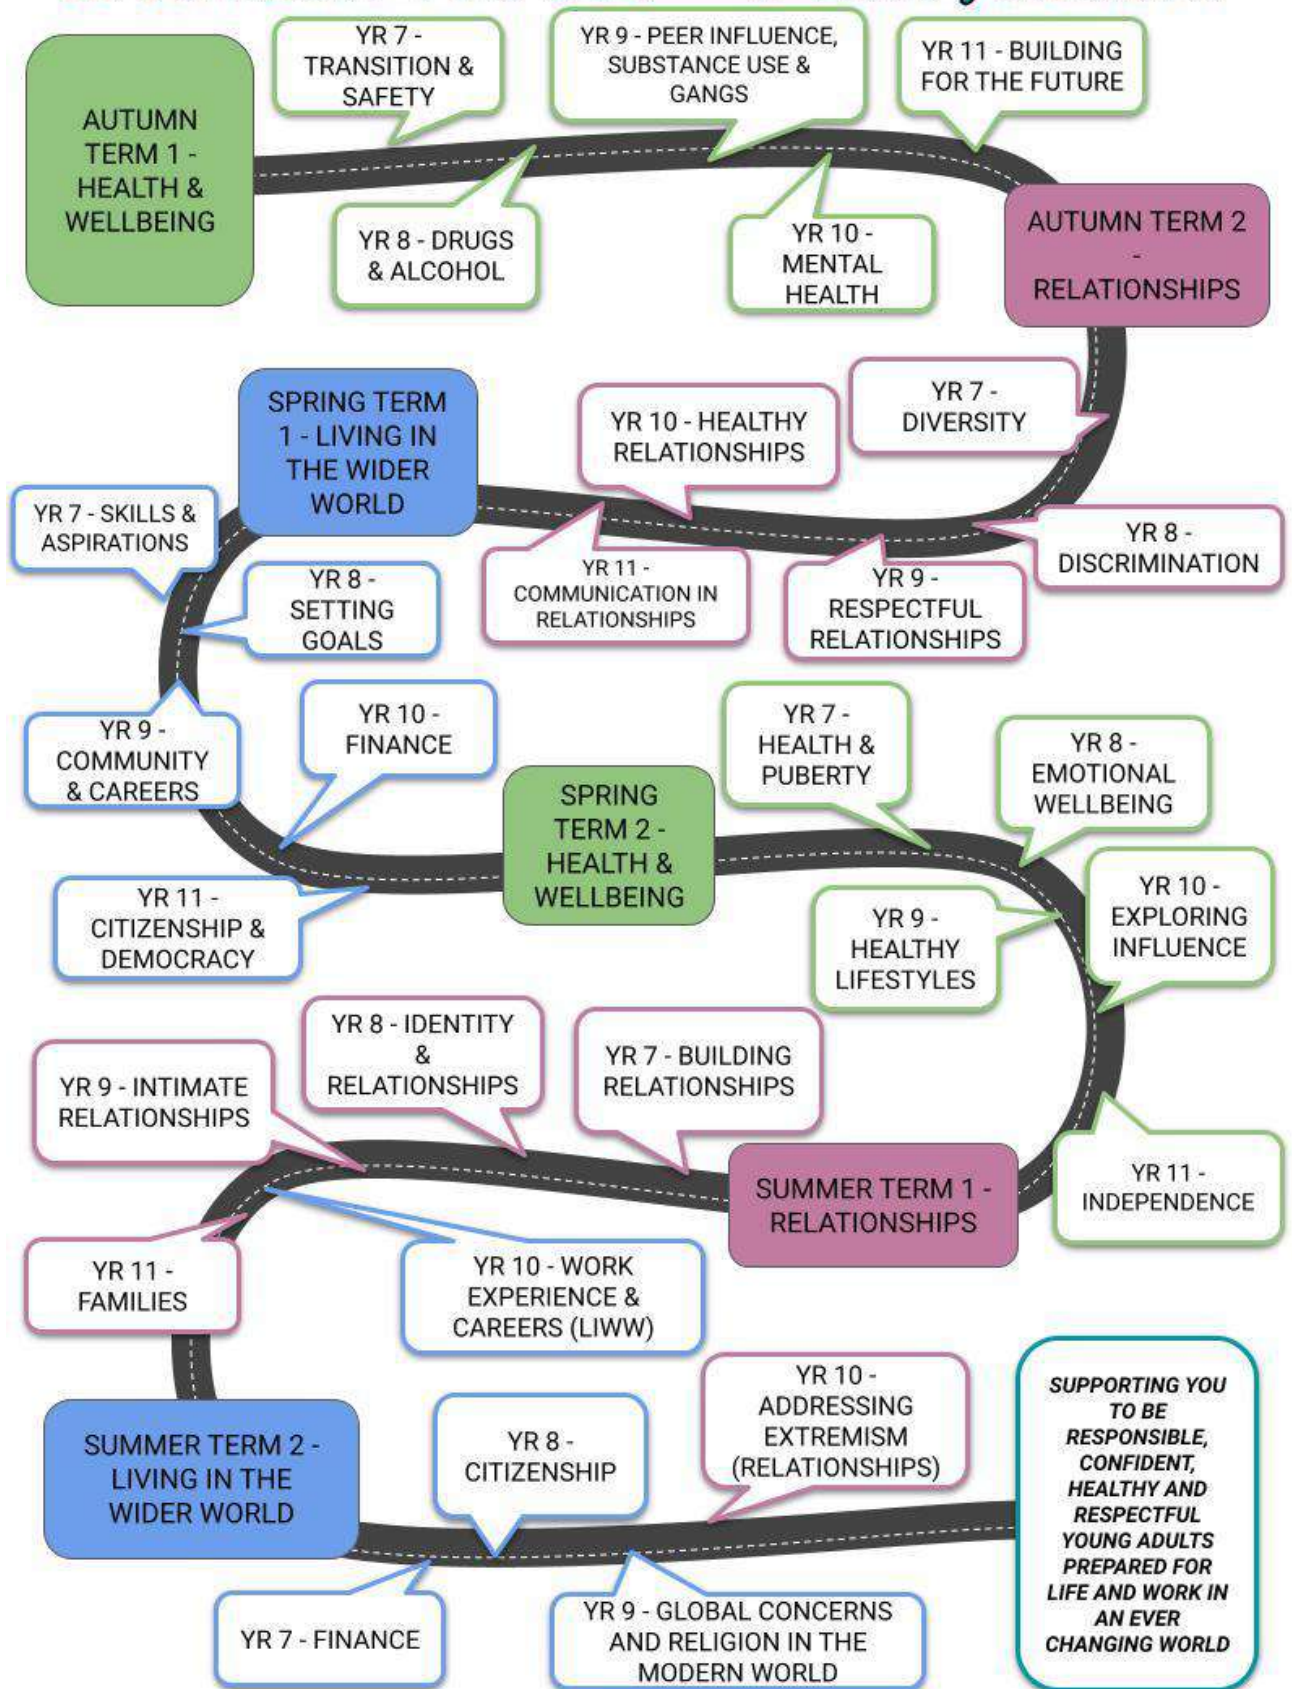 AUTUMN
TERM 1 -
HEALTH &
WELLBEING
YR 7 -
TRANSITION &
SAFETY
YR 9 - PEER INFLUENCE,
SUBSTANCE USE &
GANGS
YR 11 - BUILDING
FOR THE FUTURE
YR 8 - DRUGS
& ALCOHOL
YR 10 -
MENTAL
HEALTH
AUTUMN TERM 2
-
RELATIONSHIPS
YR 7 -
DIVERSITY
YR 8 -
DISCRIMINATION
YR 9 -
RESPECTFUL
RELATIONSHIPS
YR 10 - HEALTHY
RELATIONSHIPS
YR 11 -
COMMUNICATION IN
RELATIONSHIPS
SPRING TERM
1 - LIVING IN
THE WIDER
WORLD
YR 7 - SKILLS &
ASPIRATIONS
YR 8 -
SETTING
GOALS
YR 9 -
COMMUNITY
& CAREERS
YR 10 -
FINANCE
YR 11 -
CITIZENSHIP &
DEMOCRACY
SPRING
TERM 2 -
HEALTH &
WELLBEING
YR 7 -
HEALTH &
PUBERTY
YR 8 -
EMOTIONAL
WELLBEING
YR 9 -
HEALTHY
LIFESTYLES
YR 10 -
EXPLORING
INFLUENCE
YR 11 -
INDEPENDENCE
SUMMER TERM 1 -
RELATIONSHIPS
YR 7 - BUILDING
RELATIONSHIPS
YR 8 - IDENTITY
&
RELATIONSHIPS
YR 9 - INTIMATE
RELATIONSHIPS
YR 10 - WORK
EXPERIENCE &
CAREERS (LIWW)
YR 11 -
FAMILIES
SUMMER TERM 2 -
LIVING IN THE
WIDER WORLD
YR 7 - FINANCE
YR 8 -
CITIZENSHIP
YR 9 - GLOBAL CONCERNS
AND RELIGION IN THE
MODERN WORLD
YR 10 -
ADDRESSING
EXTREMISM
(RELATIONSHIPS)
SUPPORTING YOU
TO BE
RESPONSIBLE,
CONFIDENT,
HEALTHY AND
RESPECTFUL
YOUNG ADULTS
PREPARED FOR
LIFE AND WORK IN
AN EVER
CHANGING WORLD